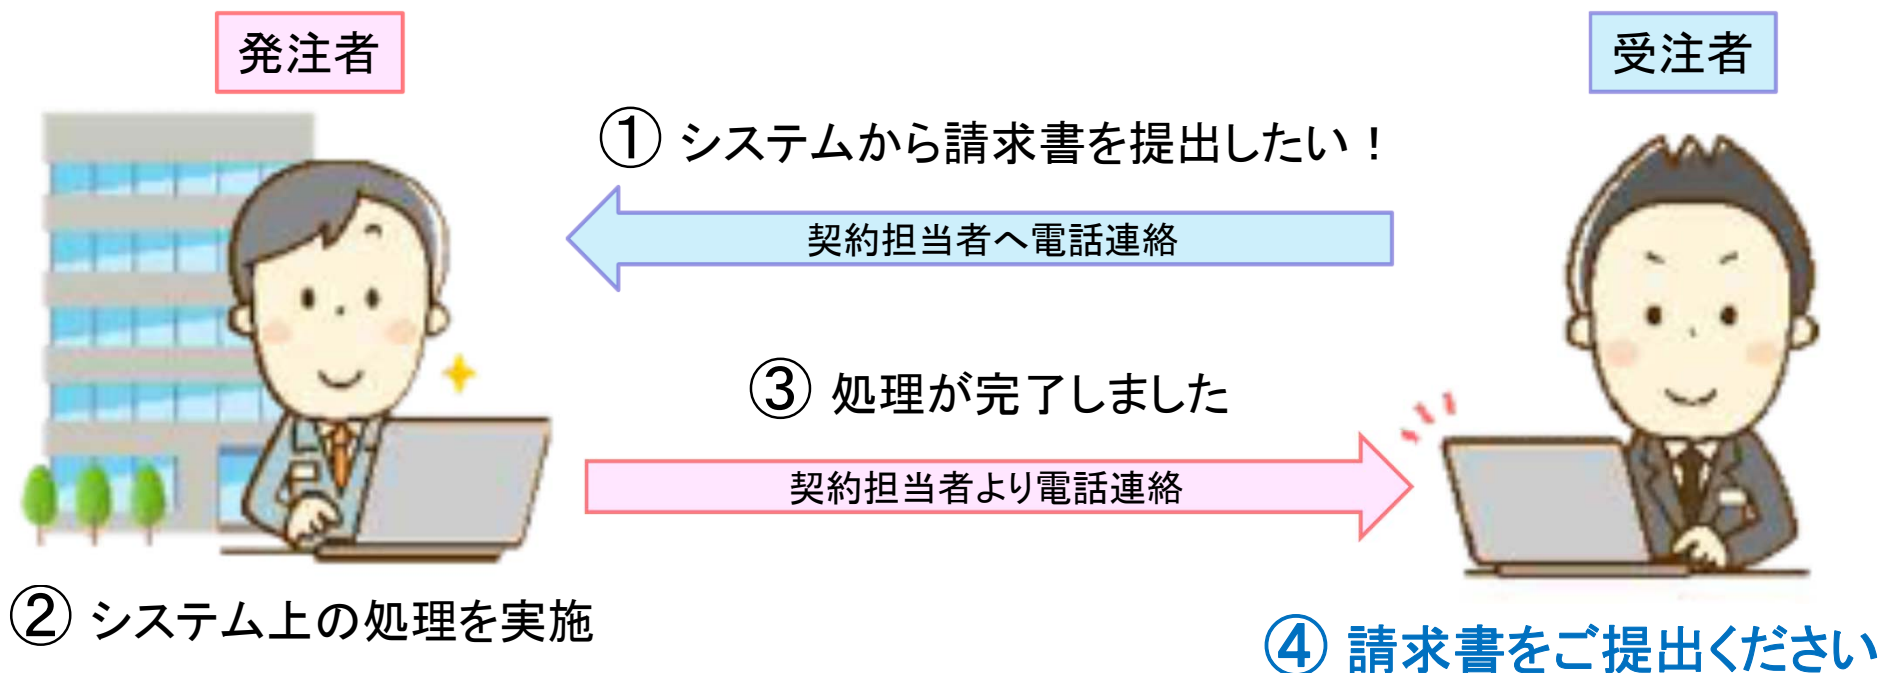 発注者
受注者
① システムから請求書を提出したい！
契約担当者へ電話連絡
③ 処理が完了しました
契約担当者より電話連絡
② システム上の処理を実施
④ 請求書をご提出ください